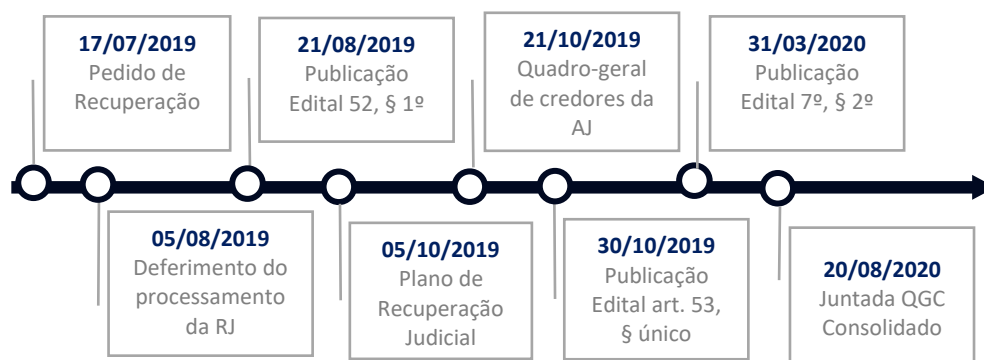 17/07/2019
Pedido de
Recuperação
21/08/2019
Publicação
Edital 52, § 1º
21/10/2019
Quadro-geral
de credores da
AJ
31/03/2020
Publicação
Edital 7º, § 2º
05/08/2019
Deferimento do
processamento
da RJ
05/10/2019
Plano de
Recuperação
Judicial
30/10/2019
Publicação
Edital art. 53,
§ único
20/08/2020
Juntada QGC
Consolidado